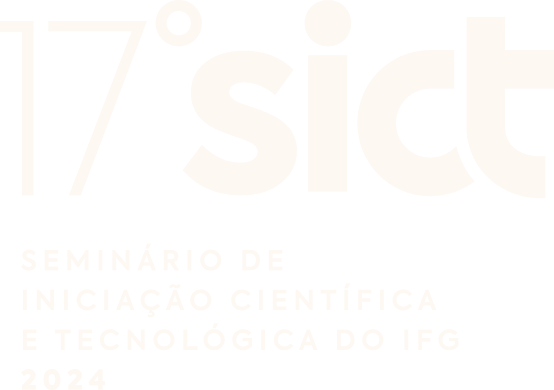 17° sict
SEMINÁRIO DE
INICIAÇÃO CIENTÍFICA
E TECNOLÓGICA DO IFG
2024